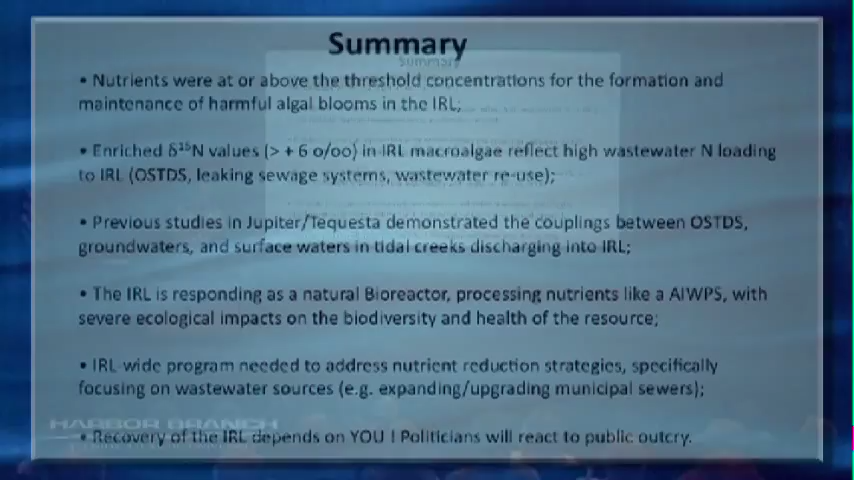 Summary
• Nutrients were at or above the threshold concentrations for the formation and
maintenance of harmful algal blooms in the IRL;
• Enriched δ¹⁵N values (> + 6 o/oo) in IRL macroalgae reflect high wastewater N loading
to IRL (OSTDS, leaking sewage systems, wastewater re-use);
• Previous studies in Jupiter/Tequesta demonstrated the couplings between OSTDS,
groundwaters, and surface waters in tidal creeks discharging into IRL;
• The IRL is responding as a natural Bioreactor, processing nutrients like a AIWPS, with
severe ecological impacts on the biodiversity and health of the resource;
• IRL-wide program needed to address nutrient reduction strategies, specifically
focusing on wastewater sources (e.g. expanding/upgrading municipal sewers);
HARBOR BRANCH
• Recovery of the IRL depends on YOU ! Politicians will react to public outcry.
Summary